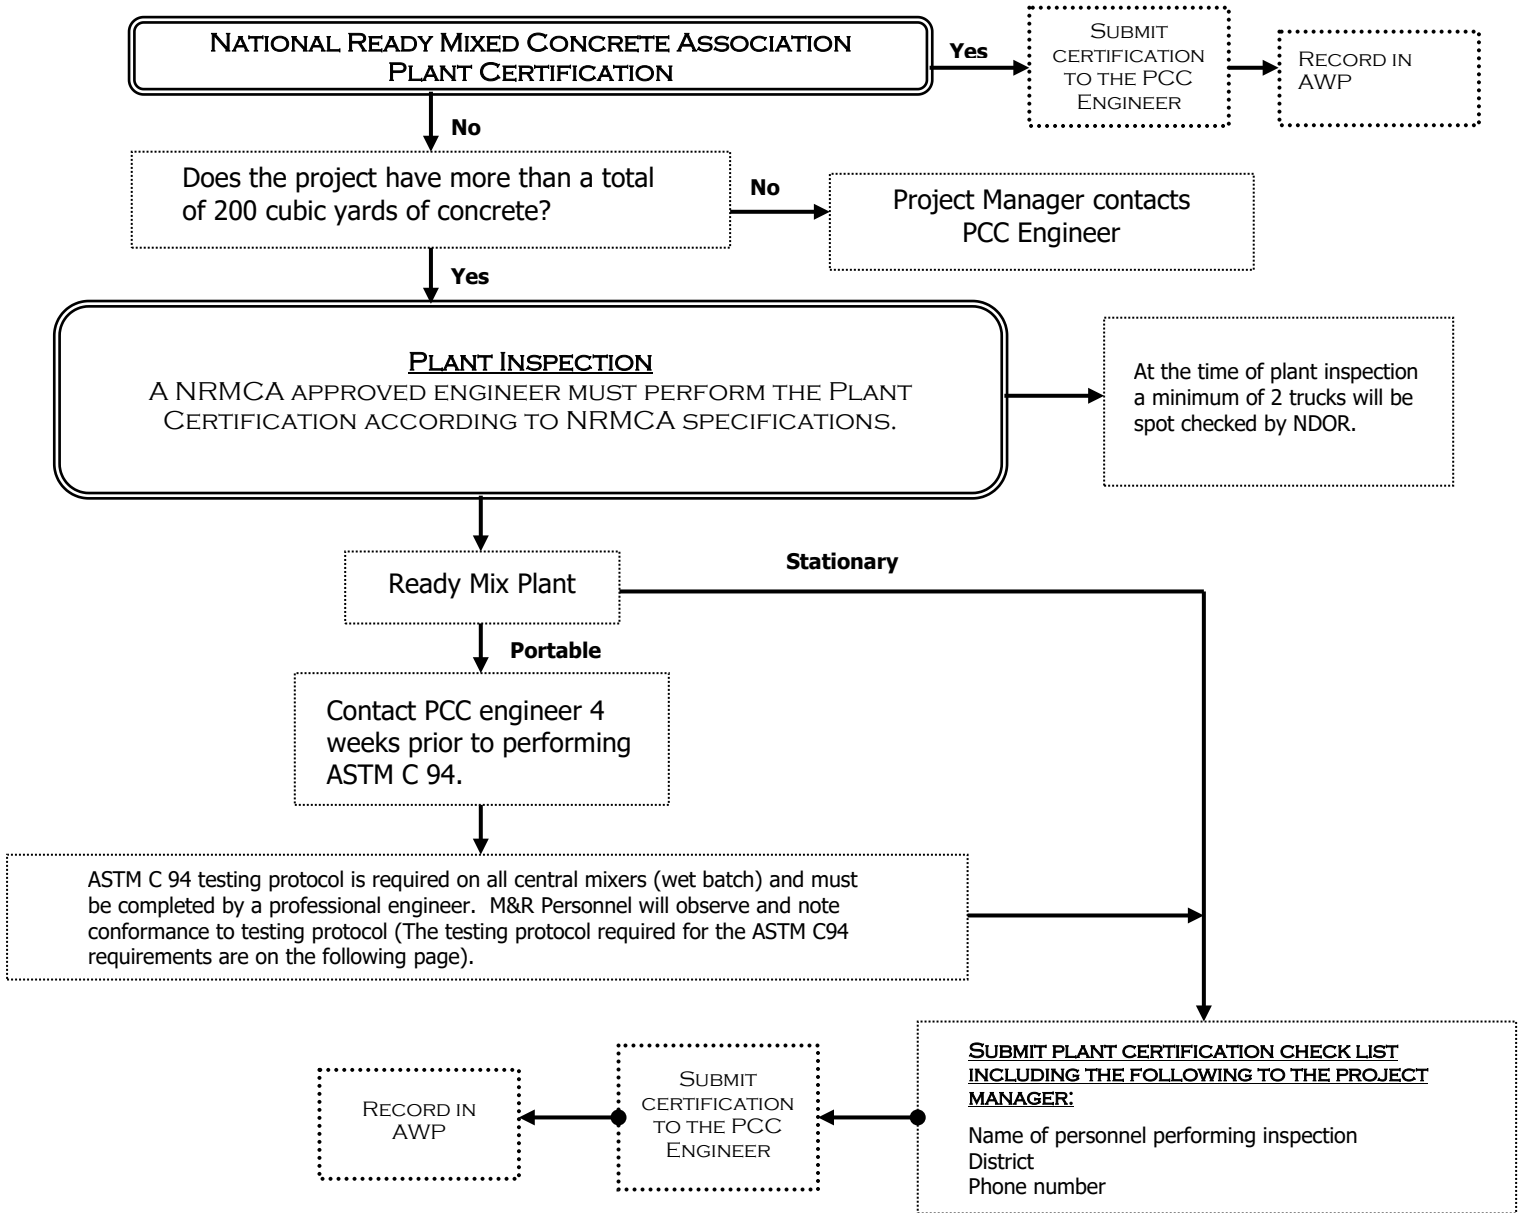 NATIONAL READY MIXED CONCRETE ASSOCIATION
PLANT CERTIFICATION
Yes
SUBMIT
CERTIFICATION
TO THE PCC
ENGINEER
RECORD IN
AWP
No
Does the project have more than a total
of 200 cubic yards of concrete?
No
Project Manager contacts
PCC Engineer
Yes
PLANT INSPECTION
A NRMCA APPROVED ENGINEER MUST PERFORM THE PLANT
CERTIFICATION ACCORDING TO NRMCA SPECIFICATIONS.
At the time of plant inspection
a minimum of 2 trucks will be
spot checked by NDOR.
Ready Mix Plant
Stationary
Portable
Contact PCC engineer 4
weeks prior to performing
ASTM C 94.
ASTM C 94 testing protocol is required on all central mixers (wet batch) and must
be completed by a professional engineer.  M&R Personnel will observe and note
conformance to testing protocol (The testing protocol required for the ASTM C94
requirements are on the following page).
SUBMIT PLANT CERTIFICATION CHECK LIST
INCLUDING THE FOLLOWING TO THE PROJECT
MANAGER:
Name of personnel performing inspection
District
Phone number
SUBMIT
CERTIFICATION
TO THE PCC
ENGINEER
RECORD IN
AWP